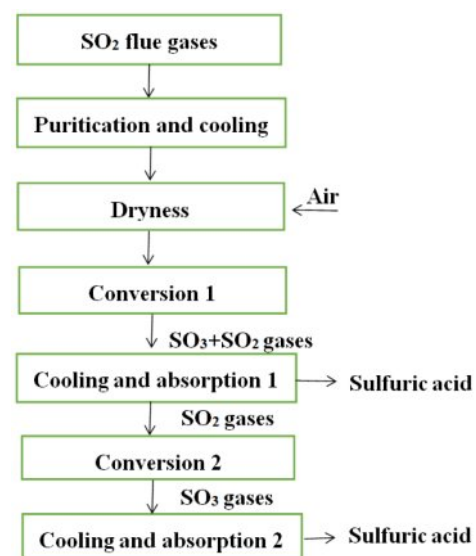 SO₂ flue gases
Puritication and cooling
Dryness
Air
Conversion 1
SO₃+SO₂ gases
Cooling and absorption 1
Sulfuric acid
SO₂ gases
Conversion 2
SO₃ gases
Cooling and absorption 2
Sulfuric acid